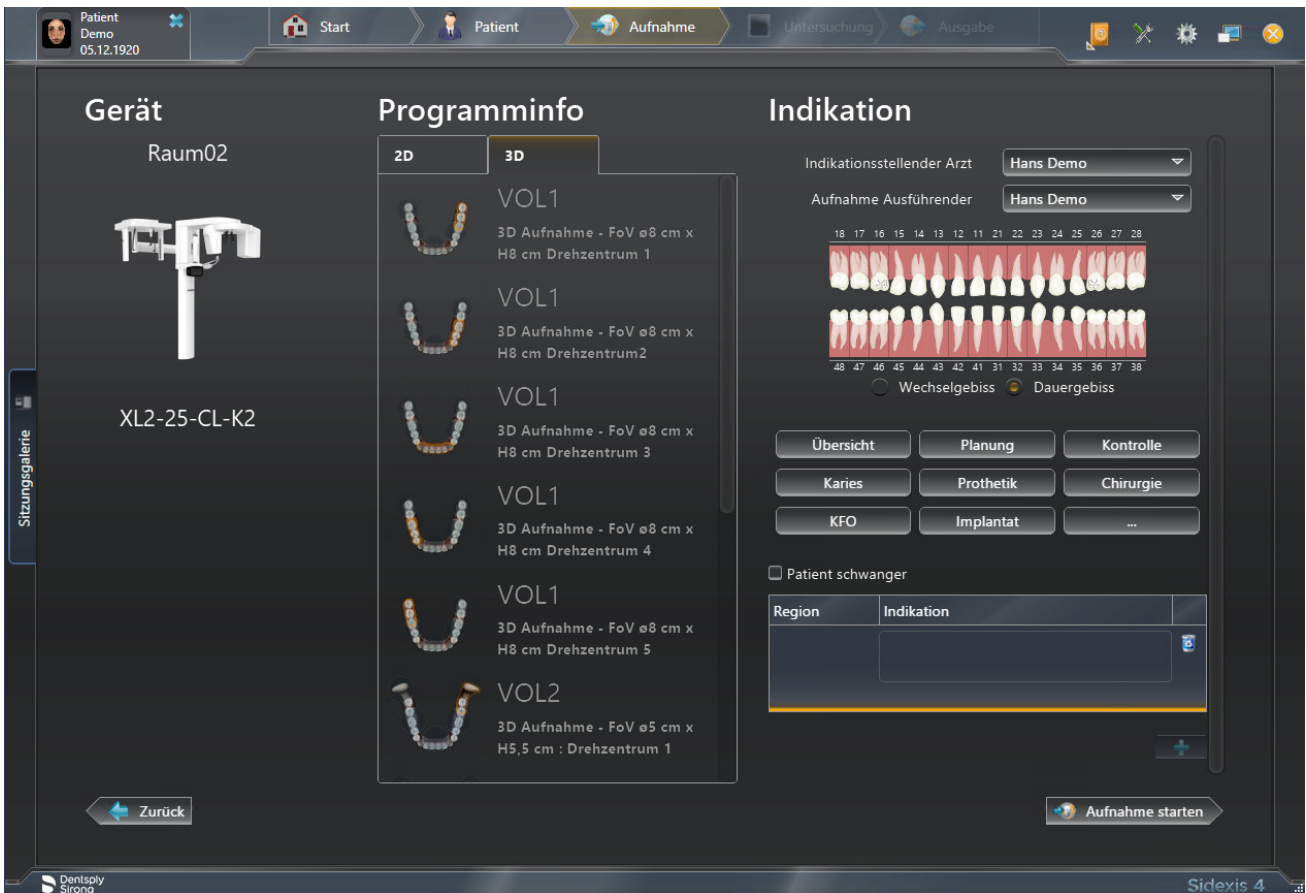 Patient
Demo
05.12.1920
Start
Patient
Aufnahme
Untersuchung
Ausgabe
Gerät
Raum02
XL2-25-CL-K2
Sitzungsgalerie
Programminfo
2D
3D
VOL1
3D Aufnahme - FoV ø8 cm x
H8 cm Drehzentrum 1
VOL1
3D Aufnahme - FoV ø8 cm x
H8 cm Drehzentrum2
VOL1
3D Aufnahme - FoV ø8 cm x
H8 cm Drehzentrum 3
VOL1
3D Aufnahme - FoV ø8 cm x
H8 cm Drehzentrum 4
VOL1
3D Aufnahme - FoV ø8 cm x
H8 cm Drehzentrum 5
VOL2
3D Aufnahme - FoV ø5 cm x
H5,5 cm : Drehzentrum 1
Indikation
Indikationsstellender Arzt Hans Demo
Aufnahme Ausführender Hans Demo
18 17 16 15 14 13 12 11 21 22 23 24 25 26 27 28
48 47 46 45 44 43 42 41 31 32 33 34 35 36 37 38
Wechselgebiss Dauergebiss
Übersicht Planung Kontrolle
Karies Prothetik Chirurgie
KFO Implantat ...
Patient schwanger
Region Indikation
Zurück
Aufnahme starten
Dentsply
Sirona
Sidexis 4